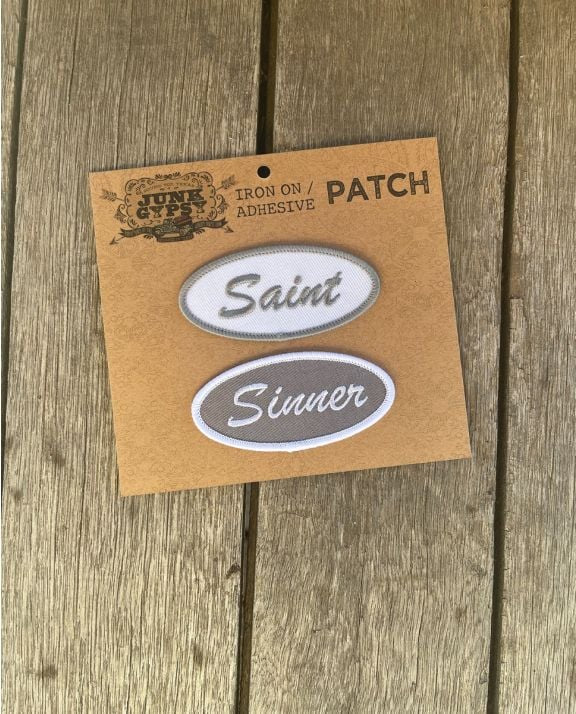 JUNK
GYPSY
IRON ON /
ADHESIVE
PATCH
Saint
Sinner